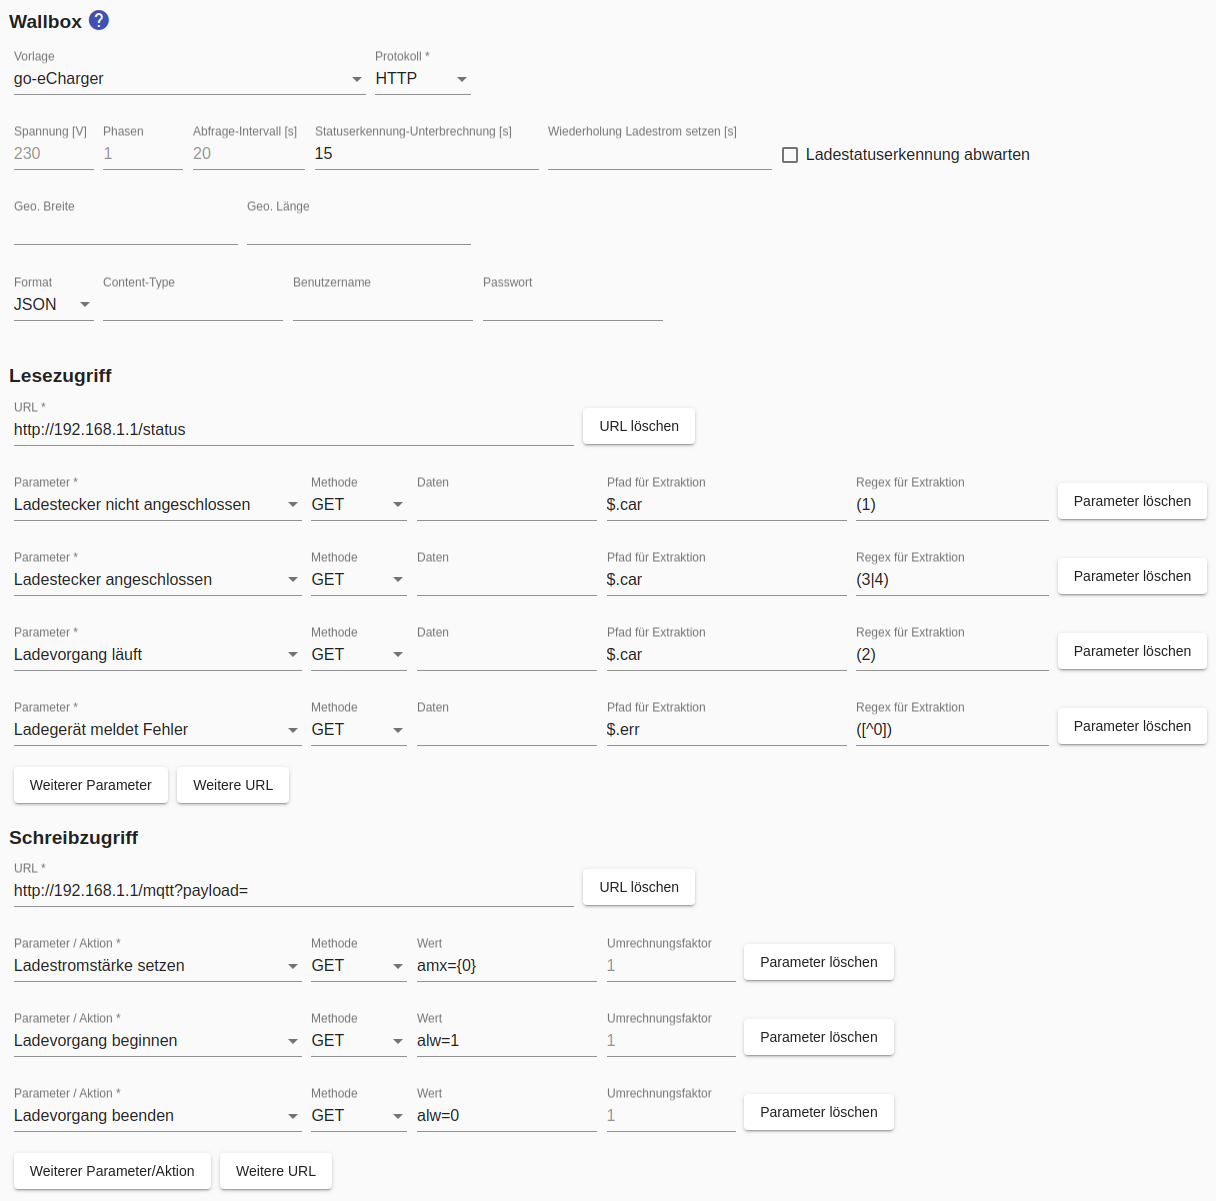 Wallbox ?
Vorlage Protokoll *
go-eCharger HTTP
Spannung [V] Phasen Abfrage-Intervall [s] Statuserkennung-Unterbrechnung [s] Wiederholung Ladestrom setzen [s]
230 1 20 15 Ladestatuserkennung abwarten
Geo. Breite Geo. Länge
Format Content-Type Benutzername Passwort
JSON
Lesezugriff
URL *
http://192.168.1.1/status URL löschen
Parameter * Methode Daten Pfad für Extraktion Regex für Extraktion
Ladestecker nicht angeschlossen GET $.car (1) Parameter löschen
Parameter * Methode Daten Pfad für Extraktion Regex für Extraktion
Ladestecker angeschlossen GET $.car (3|4) Parameter löschen
Parameter * Methode Daten Pfad für Extraktion Regex für Extraktion
Ladevorgang läuft GET $.car (2) Parameter löschen
Parameter * Methode Daten Pfad für Extraktion Regex für Extraktion
Ladegerät meldet Fehler GET $.err ([^0]) Parameter löschen
Weiterer Parameter Weitere URL
Schreibzugriff
URL *
http://192.168.1.1/mqtt?payload= URL löschen
Parameter / Aktion * Methode Wert Umrechnungsfaktor
Ladestromstärke setzen GET amx={0} 1 Parameter löschen
Parameter / Aktion * Methode Wert Umrechnungsfaktor
Ladevorgang beginnen GET alw=1 1 Parameter löschen
Parameter / Aktion * Methode Wert Umrechnungsfaktor
Ladevorgang beenden GET alw=0 1 Parameter löschen
Weiterer Parameter/Aktion Weitere URL